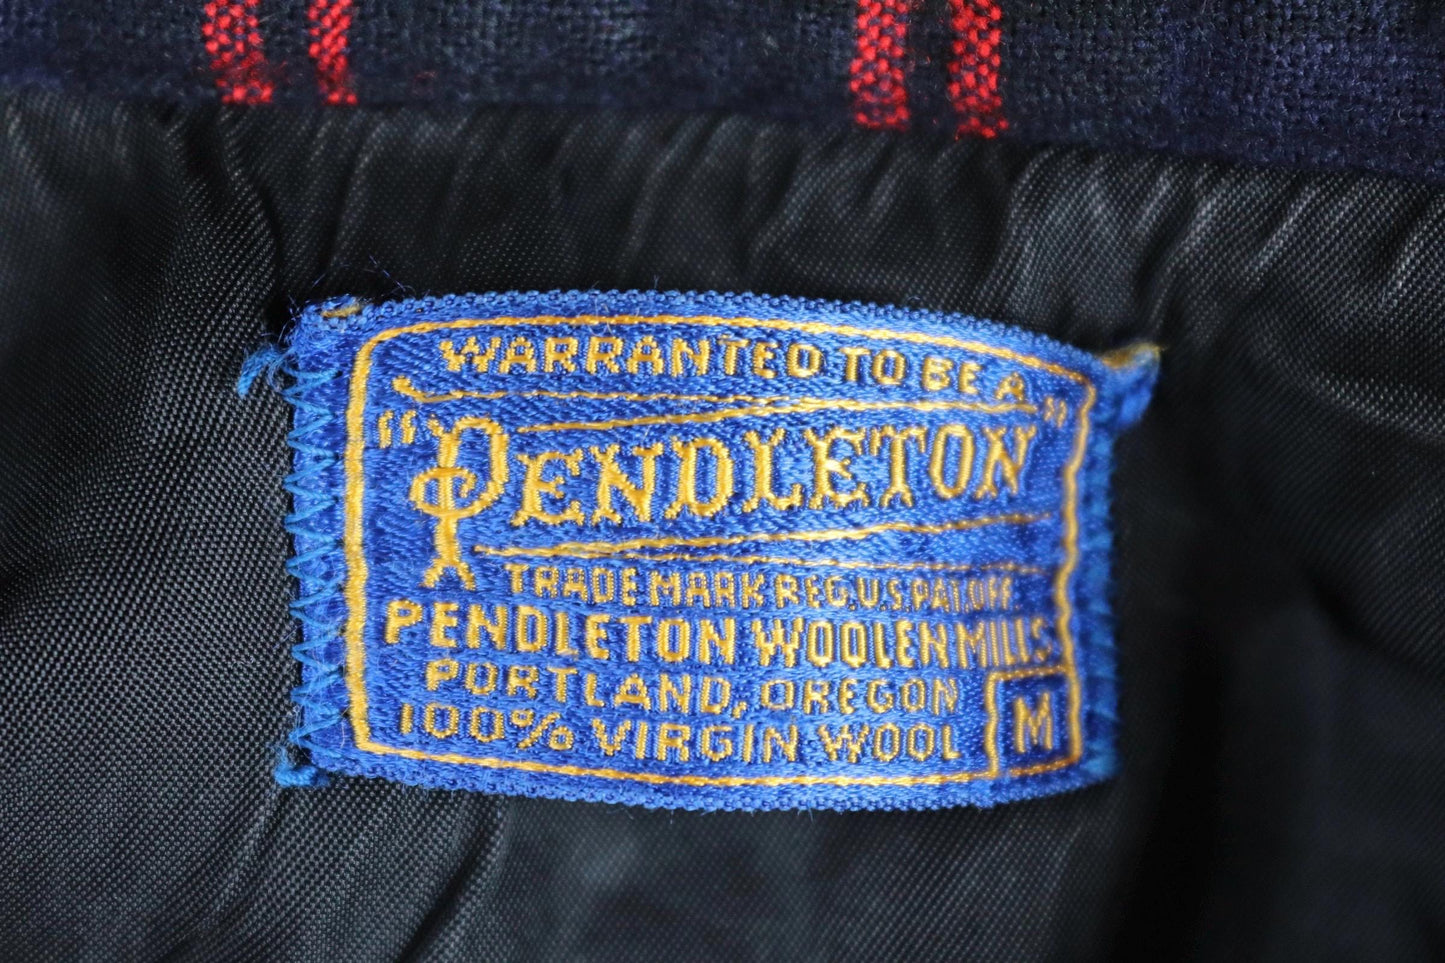 WARRANTED TO BE A
"PENDLETON"
TRADE MARK REG. U.S. PAT. OFF.
PENDLETON WOOLEN MILLS
PORTLAND, OREGON
100% VIRGIN WOOL M